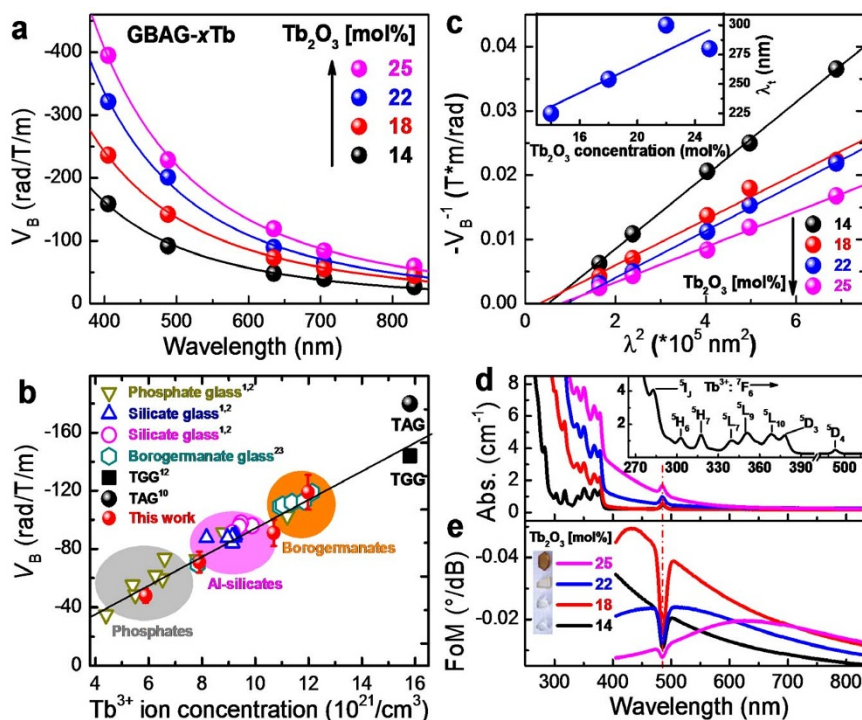 a
GBAG-xTb
Tb2O3 [mol%]
25
22
18
14
-400
-300
-200
-100
0
VB (rad/T/m)
400 500 600 700 800
Wavelength (nm)
c
0.04
0.03
0.02
0.01
0.00
-VB-1 (T*m/rad)
300
275
250
225
λt (nm)
16 20 24
Tb2O3 concentration (mol%)
14
18
22
25
Tb2O3 [mol%]
0 2 4 6
λ2 (*105 nm2)
b
Phosphate glass1,2
Silicate glass1,2
Silicate glass1,2
Borogermanate glass23
TGG12
TAG10
This work
TAG
TGG
Borogermanates
Al-silicates
Phosphates
-160
-120
-80
-40
0
VB (rad/T/m)
4 6 8 10 12 14 16
Tb3+ ion concentration (1021/cm3)
d
8
6
4
2
0
Abs. (cm-1)
4
2
5IJ Tb3+: 7F6
5H6 5H7 5L7 5L9 5L10 5D3 5D4
270 300 330 360 390 500
e
Tb2O3 [mol%]
25
22
18
14
-0.04
-0.02
FoM (°/dB)
300 400 500 600 700 800
Wavelength (nm)